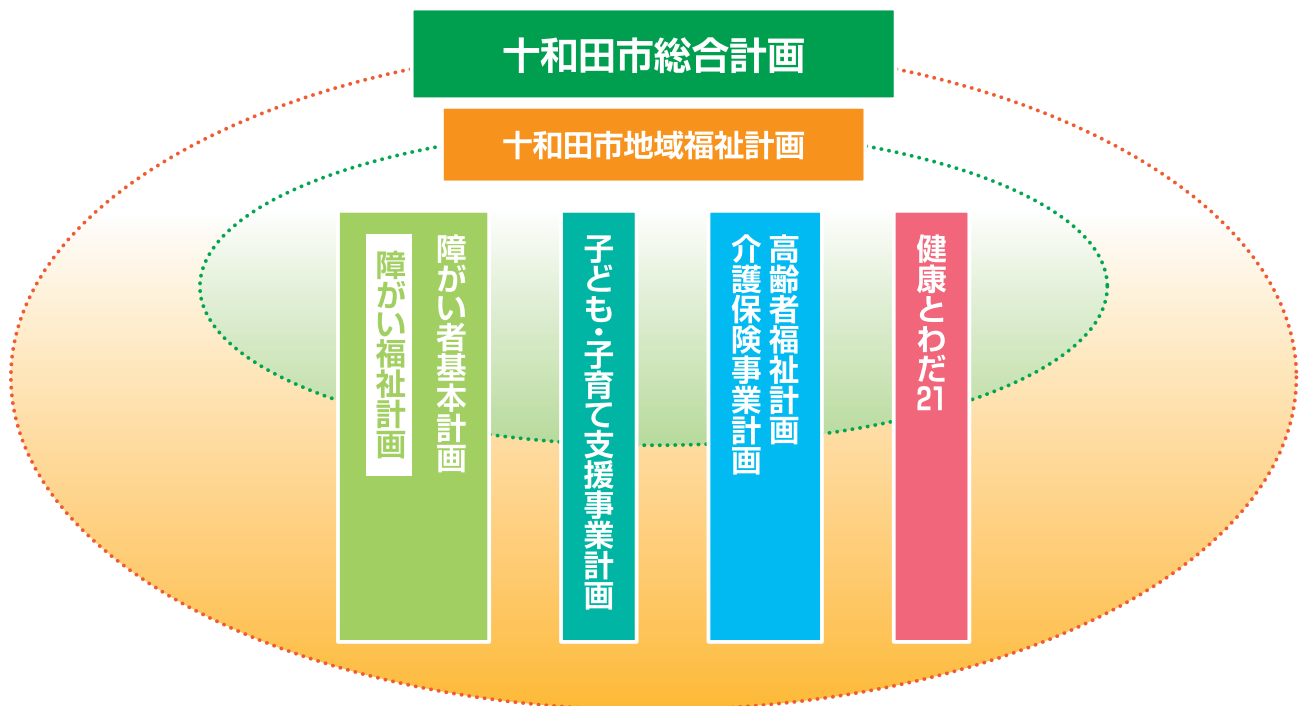 十和田市総合計画
十和田市地域福祉計画
障がい者基本計画
障がい福祉計画
子ども・子育て支援事業計画
高齢者福祉計画
介護保険事業計画
健康とわだ21